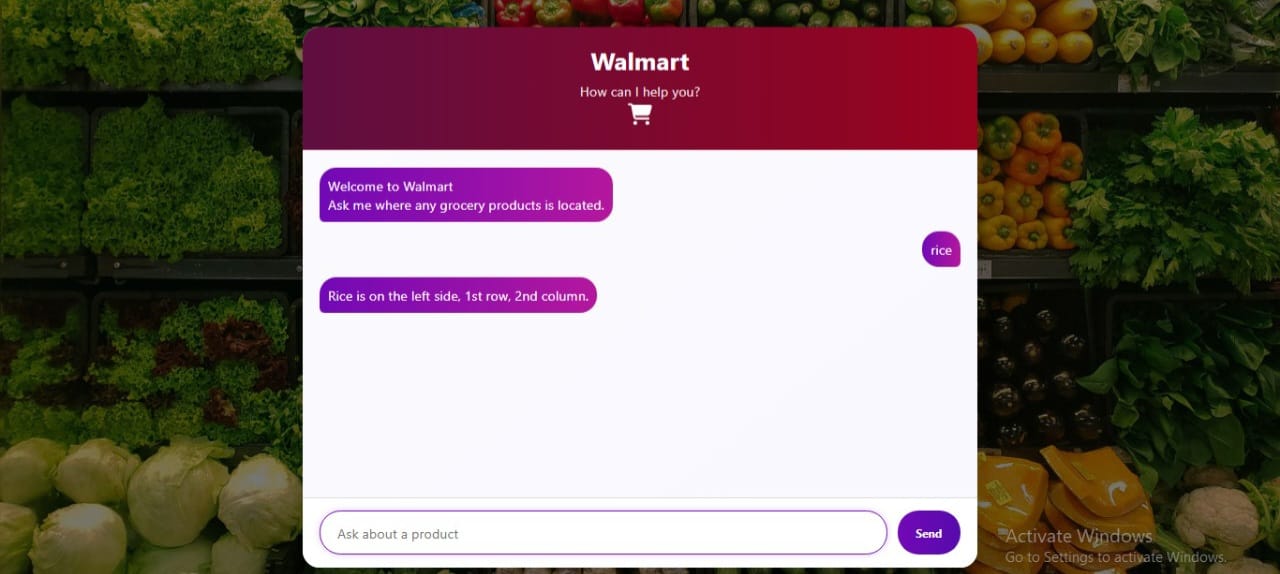 Walmart
How can I help you?
Welcome to Walmart
Ask me where any grocery products is located.
rice
Rice is on the left side, 1st row, 2nd column.
Ask about a product
Send
Activate Windows
Go to Settings to activate Windows.